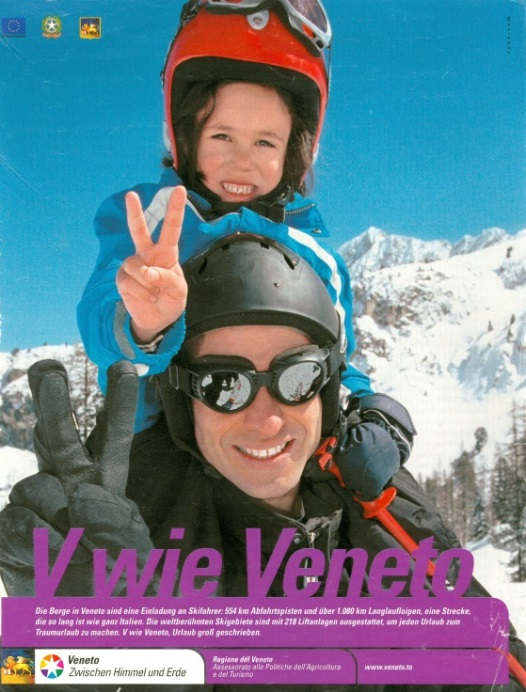 V wie Veneto
Die Berge in Veneto sind eine Einladung an Skifahrer: 554 km Abfahrtspisten und über 1.080 km Langlaufloipen, eine Strecke,
die so lang ist wie ganz Italien. Die weltberühmten Skigebiete sind mit 218 Liftanlagen ausgestattet, um jeden Urlaub zum
Traumurlaub zu machen. V wie Veneto, Urlaub groß geschrieben.
Veneto
Zwischen Himmel und Erde
Regione del Veneto
Assessorato alle Politiche dell'Agricoltura
e del Turismo
www.veneto.to